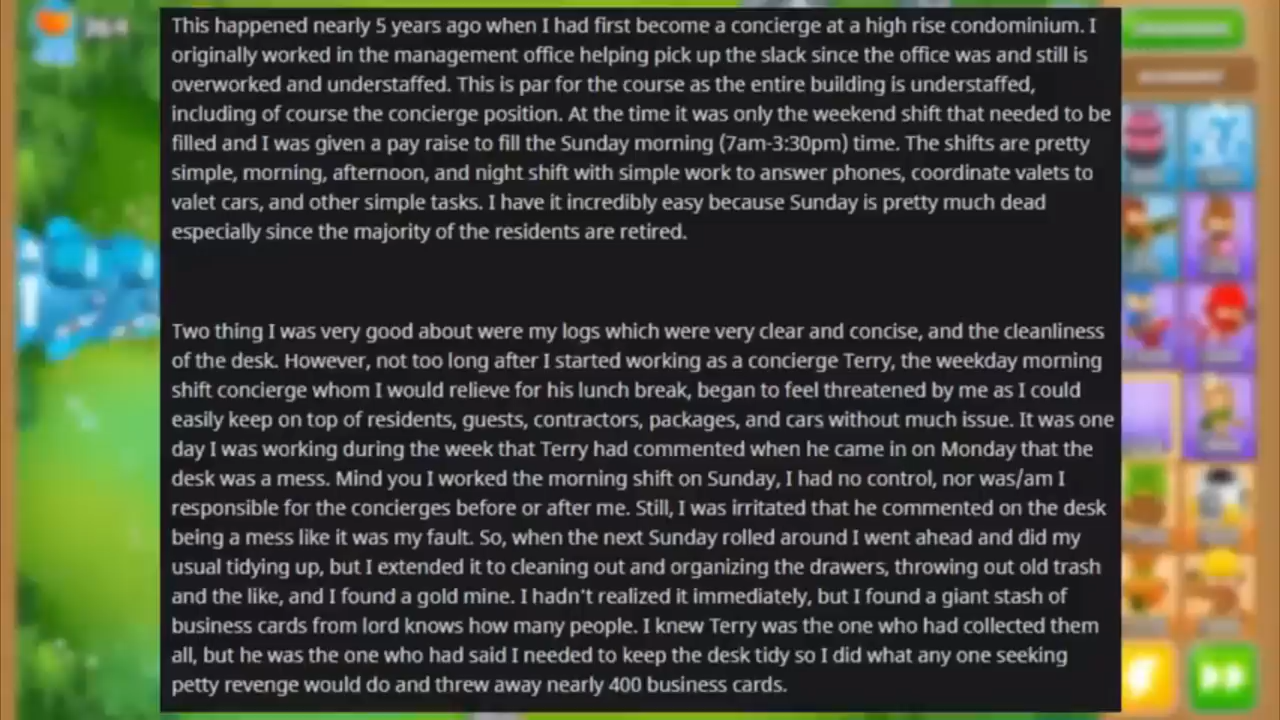 This happened nearly 5 years ago when I had first become a concierge at a high rise condominium. I
originally worked in the management office helping pick up the slack since the office was and still is
overworked and understaffed. This is par for the course as the entire building is understaffed,
including of course the concierge position. At the time it was only the weekend shift that needed to be
filled and I was given a pay raise to fill the Sunday morning (7am-3:30pm) time. The shifts are pretty
simple, morning, afternoon, and night shift with simple work to answer phones, coordinate valets to
valet cars, and other simple tasks. I have it incredibly easy because Sunday is pretty much dead
especially since the majority of the residents are retired.
Two thing I was very good about were my logs which were very clear and concise, and the cleanliness
of the desk. However, not too long after I started working as a concierge Terry, the weekday morning
shift concierge whom I would relieve for his lunch break, began to feel threatened by me as I could
easily keep on top of residents, guests, contractors, packages, and cars without much issue. It was one
day I was working during the week that Terry had commented when he came in on Monday that the
desk was a mess. Mind you I worked the morning shift on Sunday, I had no control, nor was/am I
responsible for the concierges before or after me. Still, I was irritated that he commented on the desk
being a mess like it was my fault. So, when the next Sunday rolled around I went ahead and did my
usual tidying up, but I extended it to cleaning out and organizing the drawers, throwing out old trash
and the like, and I found a gold mine. I hadn't realized it immediately, but I found a giant stash of
business cards from lord knows how many people. I knew Terry was the one who had collected them
all, but he was the one who had said I needed to keep the desk tidy so I did what any one seeking
petty revenge would do and threw away nearly 400 business cards.